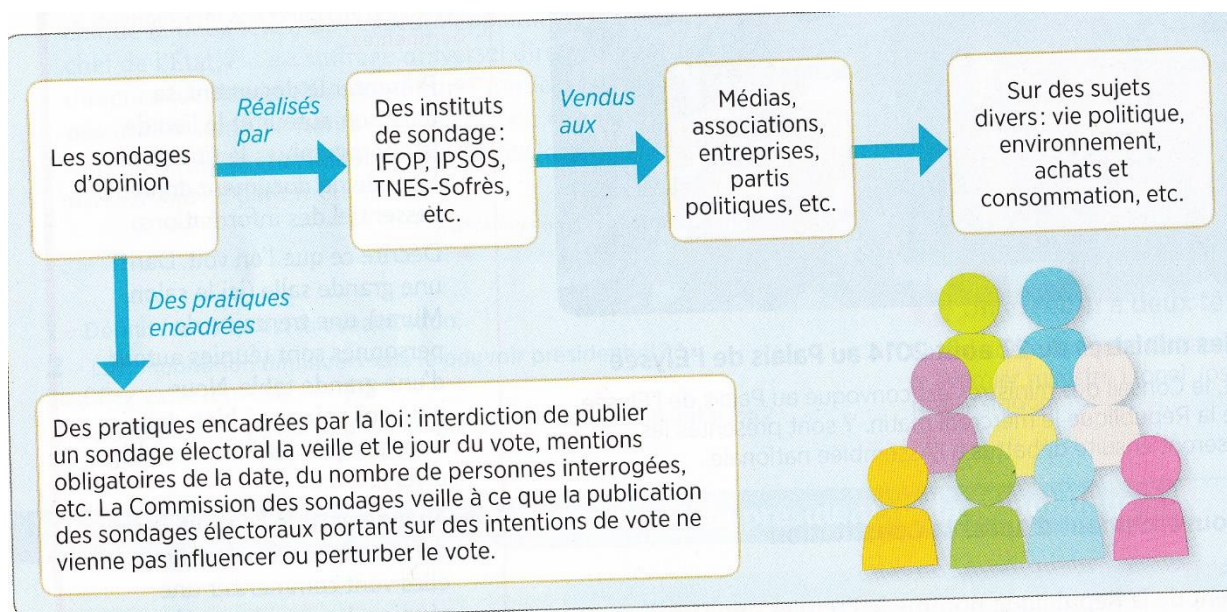 Les sondages
d'opinion
Réalisés
par
Des instituts
de sondage :
IFOP, IPSOS,
TNES-Sofrès,
etc.
Vendus
aux
Médias,
associations,
entreprises,
partis
politiques, etc.
Sur des sujets
divers : vie politique,
environnement,
achats et
consommation, etc.
Des pratiques
encadrées
Des pratiques encadrées par la loi : interdiction de publier
un sondage électoral la veille et le jour du vote, mentions
obligatoires de la date, du nombre de personnes interrogées,
etc. La Commission des sondages veille à ce que la publication
des sondages électoraux portant sur des intentions de vote ne
vienne pas influencer ou perturber le vote.